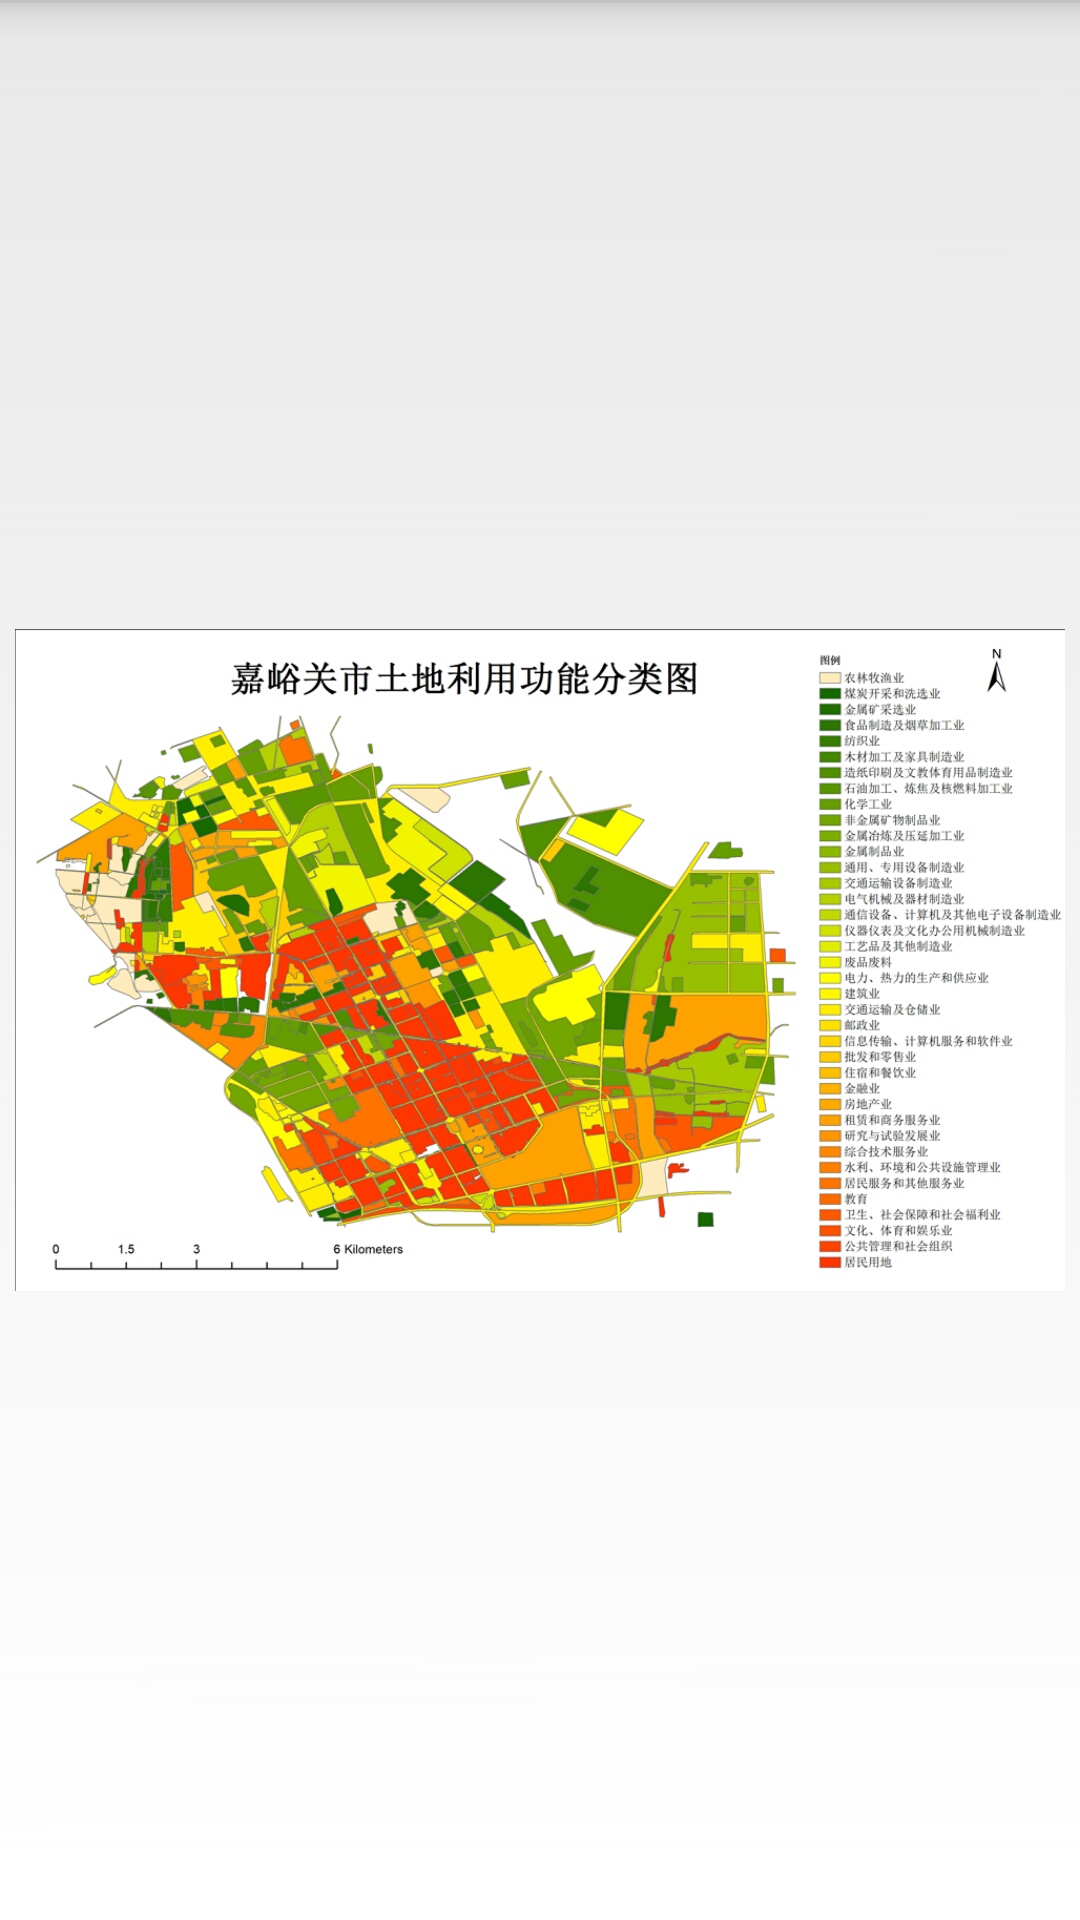 嘉峪关市土地利用功能分类图
图例
N
农林牧渔业
煤炭开采和洗选业
金属矿采选业
食品制造及烟草加工业
纺织业
木材加工及家具制造业
造纸印刷及文教体育用品制造业
石油加工、炼焦及核燃料加工业
化学工业
非金属矿物制品业
金属冶炼及压延加工业
金属制品业
通用、专用设备制造业
交通运输设备制造业
电气机械及器材制造业
通信设备、计算机及其他电子设备制造业
仪器仪表及文化办公用机械制造业
工艺品及其他制造业
废品废料
电力、热力的生产和供应业
建筑业
交通运输及仓储业
邮政业
信息传输、计算机服务和软件业
批发和零售业
住宿和餐饮业
金融业
房地产业
租赁和商务服务业
研究与试验发展业
综合技术服务业
水利、环境和公共设施管理业
居民服务和其他服务业
教育
卫生、社会保障和社会福利业
文化、体育和娱乐业
公共管理和社会组织
居民用地
0 1.5 3 6 Kilometers